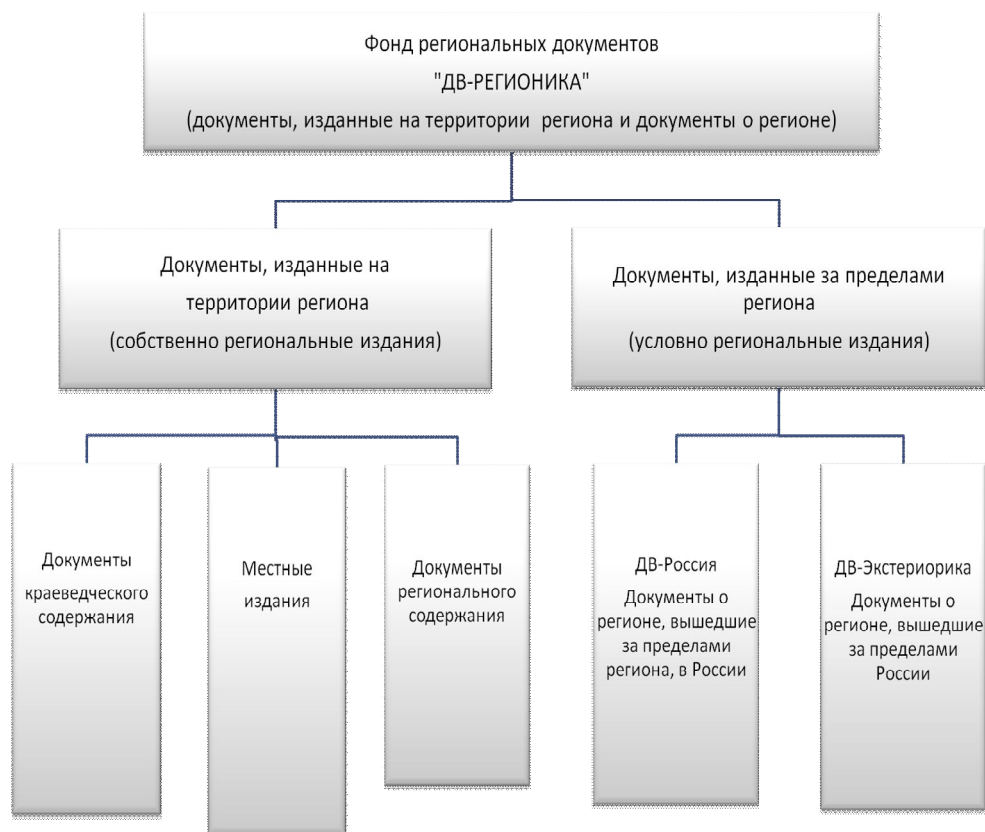 Фонд региональных документов
"ДВ-РЕГИОНИКА"
(документы, изданные на территории региона и документы о регионе)
Документы, изданные на
территории региона
(собственно региональные издания)
Документы, изданные за пределами
региона
(условно региональные издания)
Документы
краеведческого
содержания
Местные
издания
Документы
регионального
содержания
ДВ-Россия
Документы о
регионе, вышедшие
за пределами
региона, в России
ДВ-Экстериорика
Документы о
регионе, вышедшие
за пределами
России